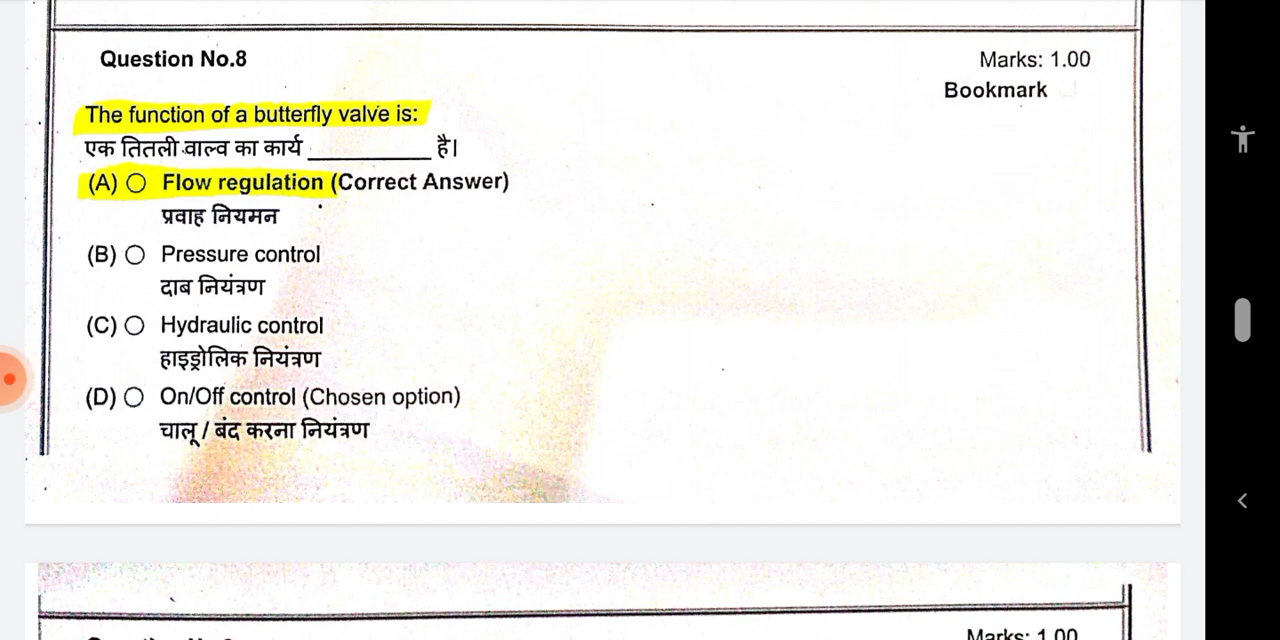 Question No.8
Marks: 1.00
Bookmark
The function of a butterfly valve is:
एक तितली वाल्व का कार्य __________ है।
(A) Flow regulation (Correct Answer)
प्रवाह नियमन
(B) Pressure control
दाब नियंत्रण
(C) Hydraulic control
हाइड्रोलिक नियंत्रण
(D) On/Off control (Chosen option)
चालू / बंद करना नियंत्रण
Marks: 1.00